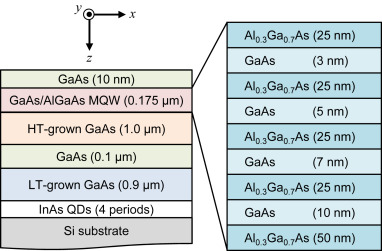 y
x
z
GaAs (10 nm)
GaAs/AlGaAs MQW (0.175 μm)
HT-grown GaAs (1.0 μm)
GaAs (0.1 μm)
LT-grown GaAs (0.9 μm)
InAs QDs (4 periods)
Si substrate
Al0.3Ga0.7As (25 nm)
GaAs (3 nm)
Al0.3Ga0.7As (25 nm)
GaAs (5 nm)
Al0.3Ga0.7As (25 nm)
GaAs (7 nm)
Al0.3Ga0.7As (25 nm)
GaAs (10 nm)
Al0.3Ga0.7As (50 nm)